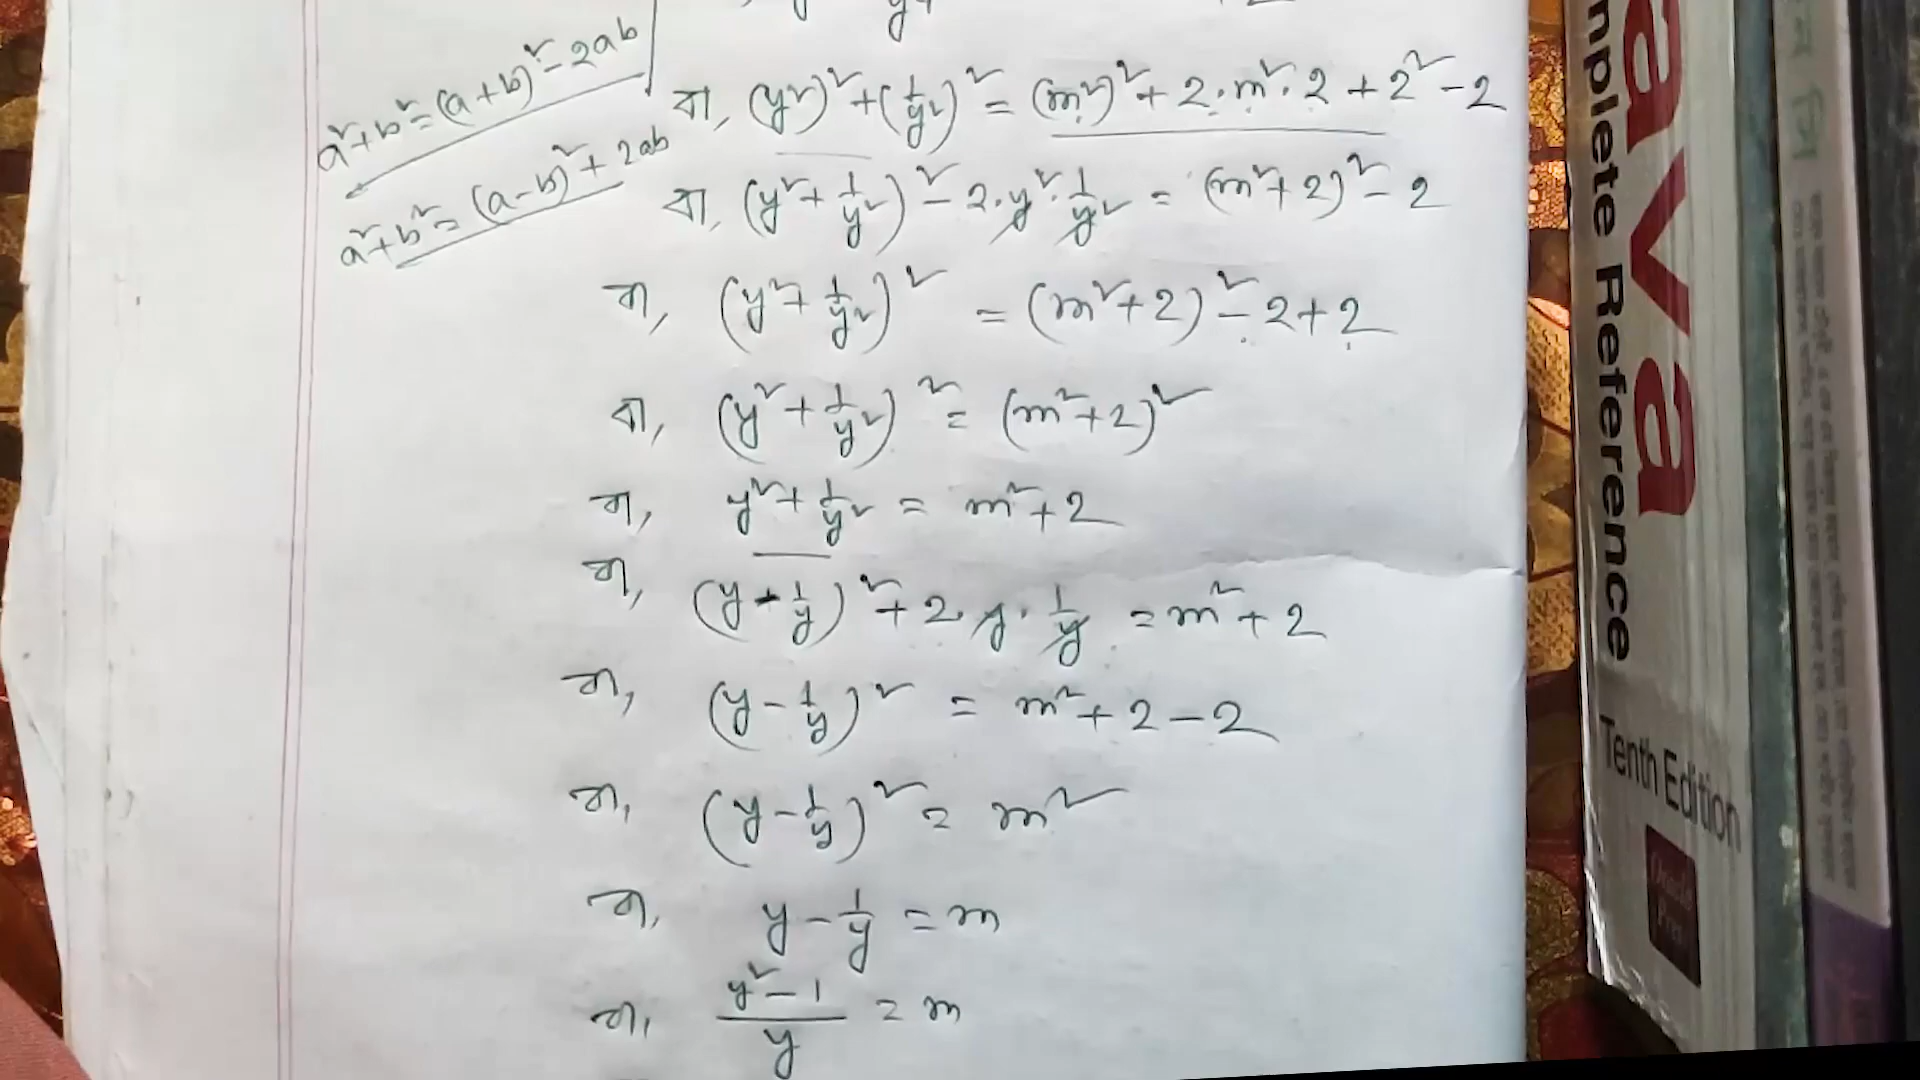 a²+b²=(a+b)²-2ab
a²+b²=(a-b)²+2ab
বা, (y²)²+(1/y²)² = (m²)²+2·m²·2+2²-2
বা, (y²+1/y²)²-2·y²·1/y² = (m²+2)²-2
বা, (y²+1/y²)² = (m²+2)²-2+2
বা, (y²+1/y²)² = (m²+2)²
বা, y²+1/y² = m²+2
বা, (y-1/y)²+2·y·1/y = m²+2
বা, (y-1/y)² = m²+2-2
বা, (y-1/y)² = m²
বা, y-1/y = m
বা, (y²-1)/y = m
ava
mplete Reference
Tenth Edition